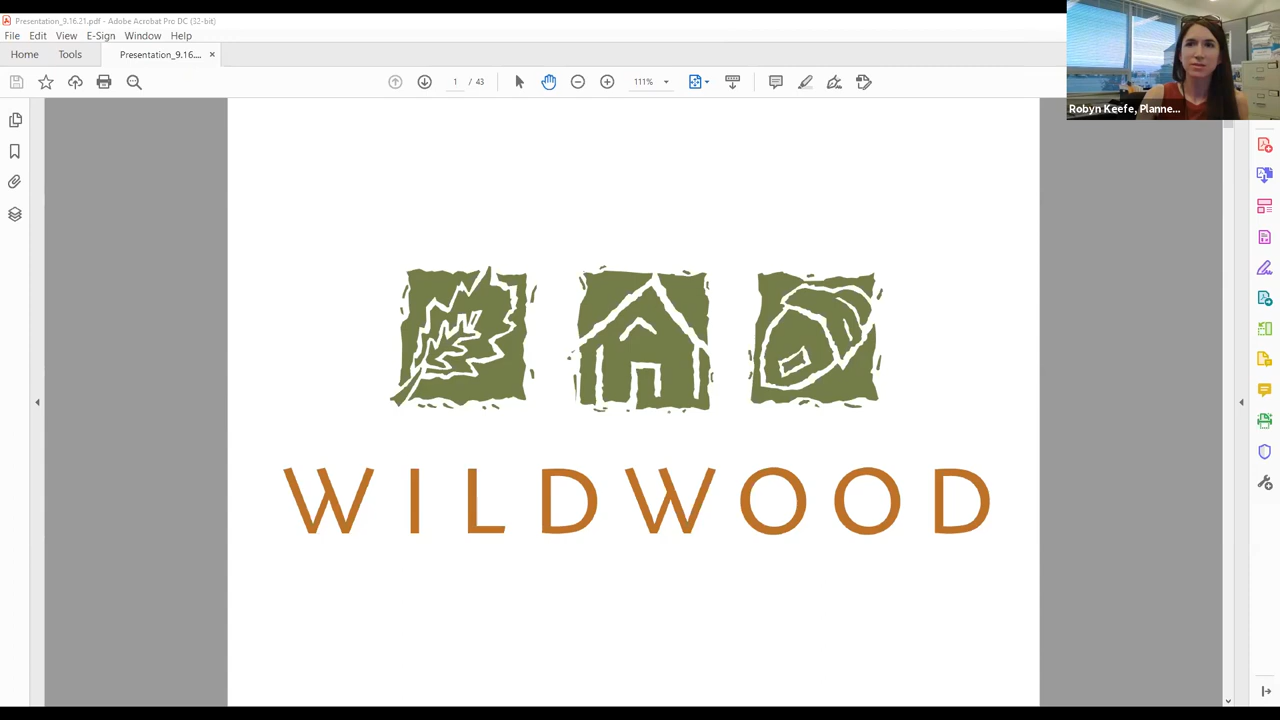 Presentation_9.16.21.pdf - Adobe Acrobat Pro DC (32-bit)
File Edit View E-Sign Window Help
Home Tools Presentation_9.16.... ×
1 / 43 111%
Robyn Keefe, Planne...
WILDWOOD